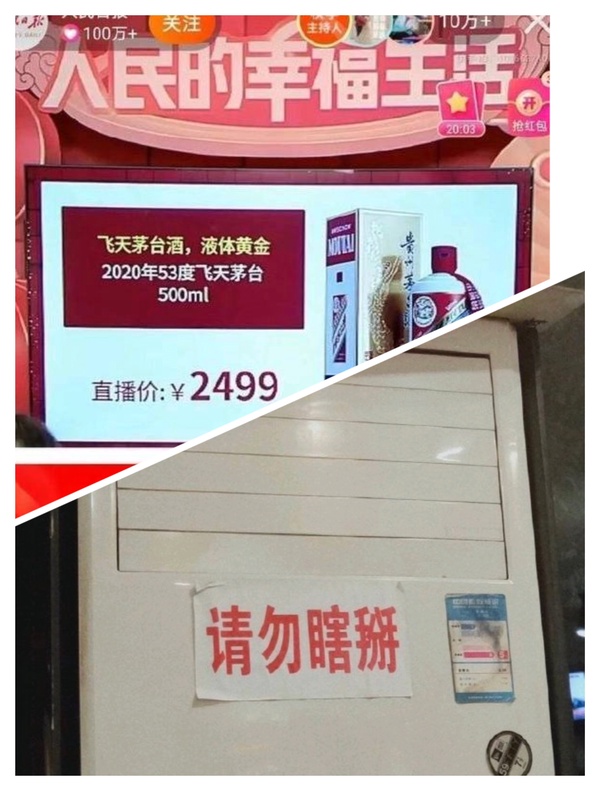 100万+
关注
主持人
10万+
人民的幸福生活
20:03
开
抢红包
飞天茅台酒，液体黄金
2020年53度飞天茅台
500ml
直播价:￥2499
MOUTAI
贵州茅
请勿瞎掰